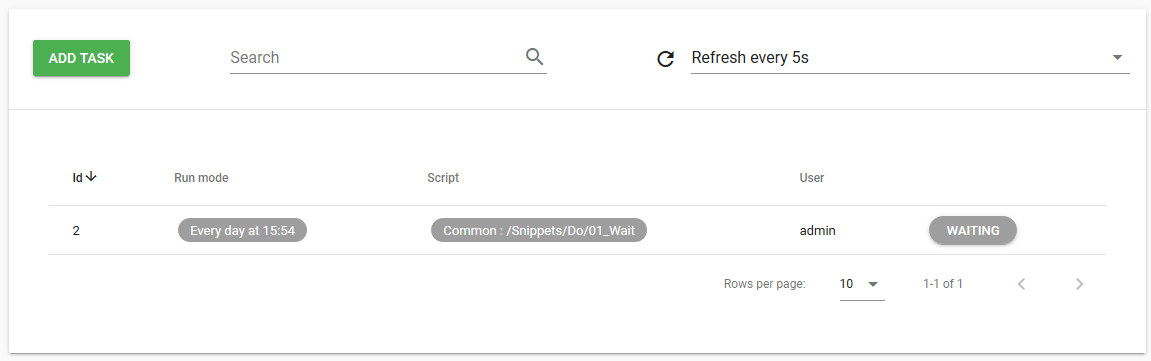 ADD TASK
Search
Refresh every 5s
Id Run mode Script User
2 Every day at 15:54 Common : /Snippets/Do/01_Wait admin WAITING
Rows per page: 10 1-1 of 1